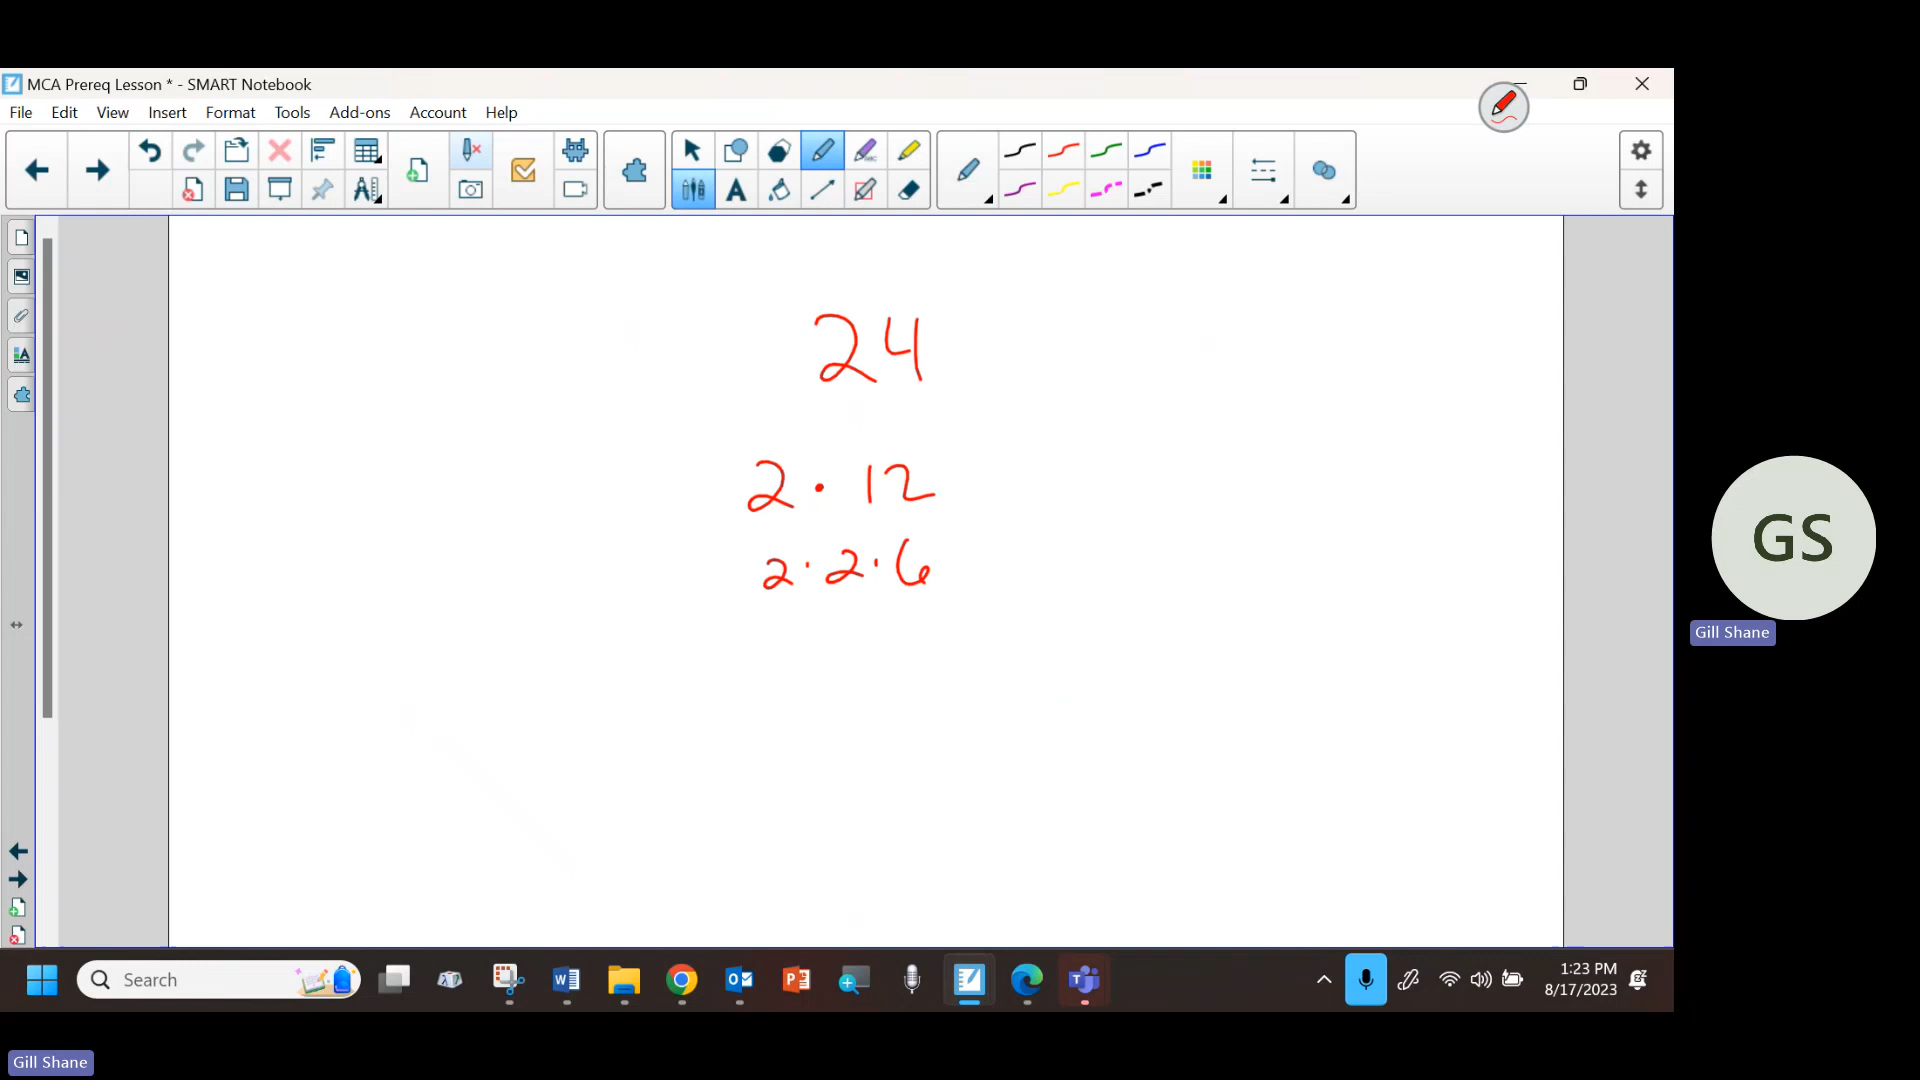 MCA Prereq Lesson * - SMART Notebook
File Edit View Insert Format Tools Add-ons Account Help
24
2 · 12
2 · 2 · 6
GS
Gill Shane
Search
1:23 PM
8/17/2023
Gill Shane